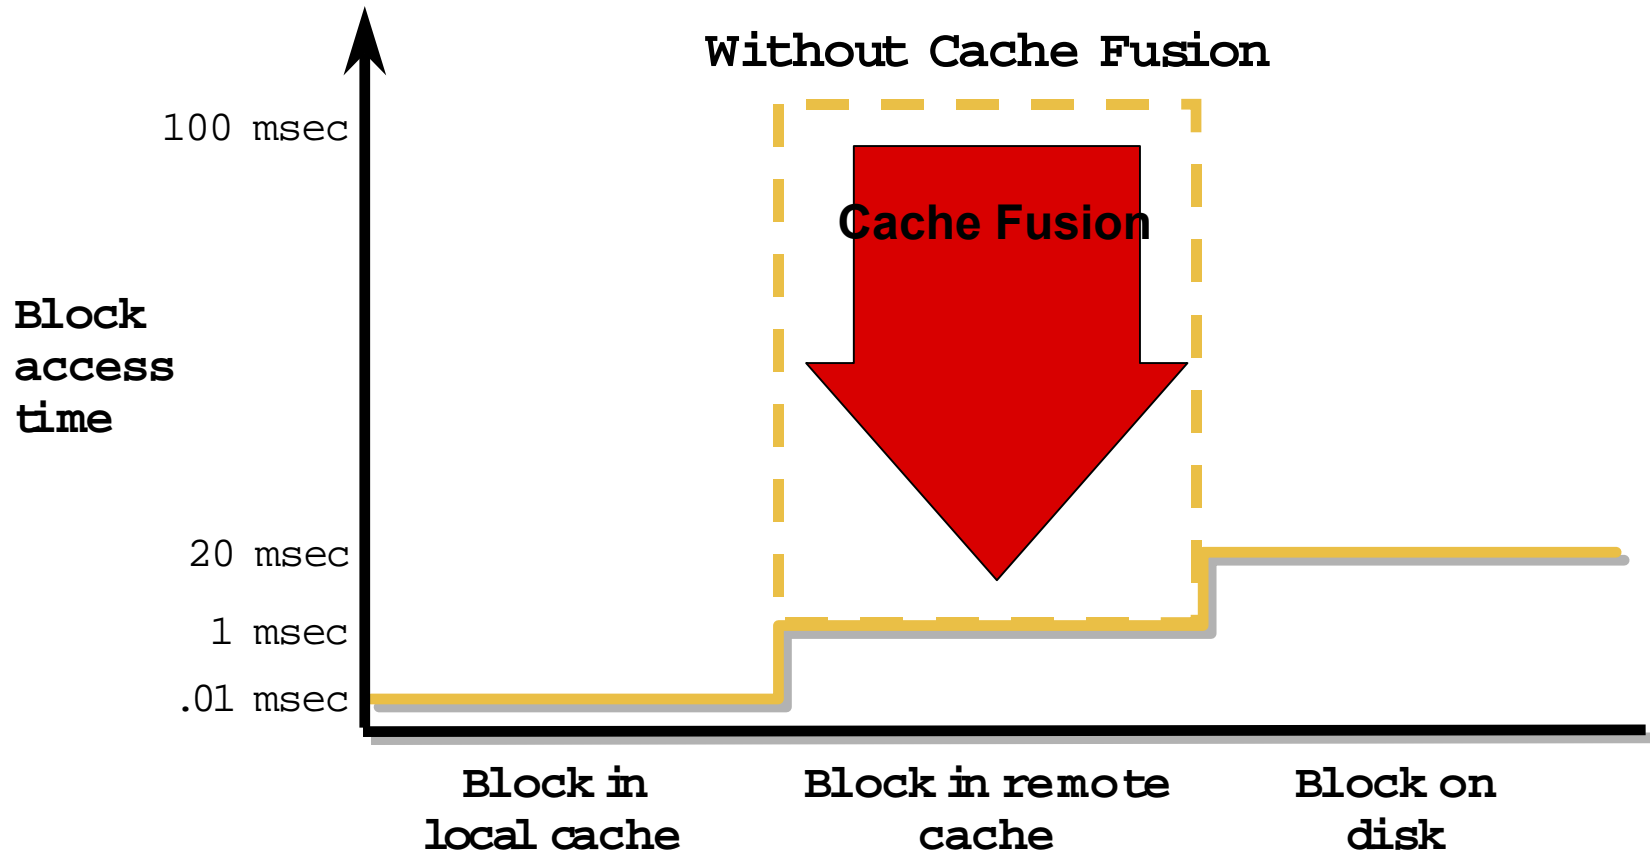 Without Cache Fusion
100 msec
Cache Fusion
Block
access
time
20 msec
1 msec
.01 msec
Block in
local cache
Block in remote
cache
Block on
disk